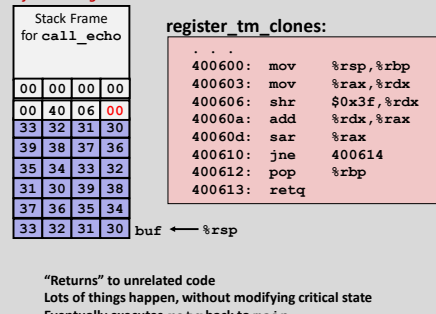 Stack Frame
for call_echo
00 00 00 00
00 40 06 00
33 32 31 30
39 38 37 36
35 34 33 32
31 30 39 38
37 36 35 34
33 32 31 30 buf ← %rsp
register_tm_clones:
. . .
400600: mov %rsp,%rbp
400603: mov %rax,%rdx
400606: shr $0x3f,%rdx
40060a: add %rdx,%rax
40060d: sar %rax
400610: jne 400614
400612: pop %rbp
400613: retq
“Returns” to unrelated code
Lots of things happen, without modifying critical state